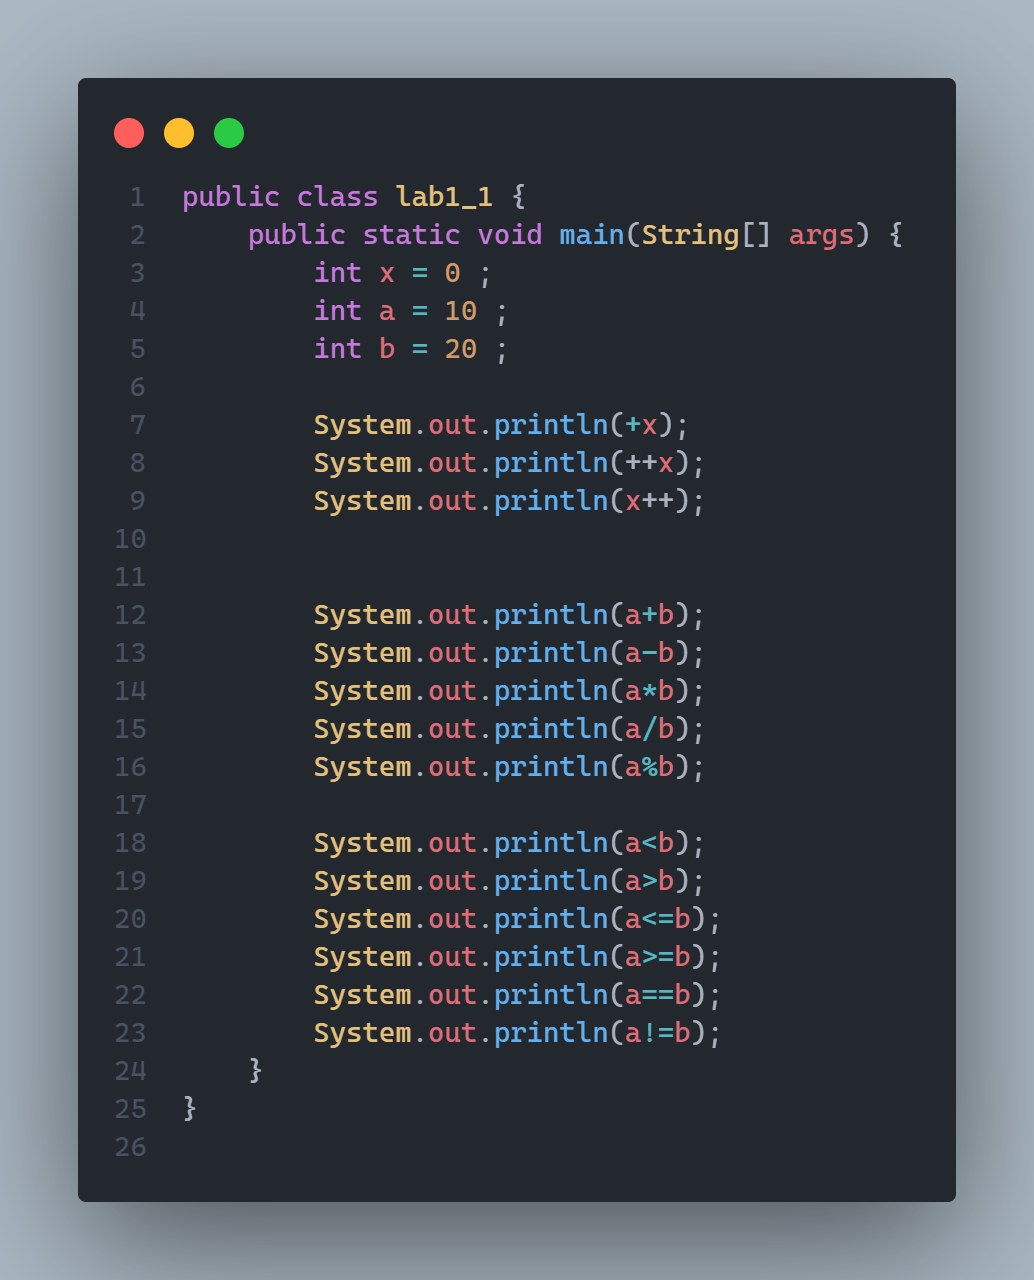 1 public class lab1_1 {
2     public static void main(String[] args) {
3         int x = 0 ;
4         int a = 10 ;
5         int b = 20 ;
6
7         System.out.println(+x);
8         System.out.println(++x);
9         System.out.println(x++);
10
11
12         System.out.println(a+b);
13         System.out.println(a-b);
14         System.out.println(a*b);
15         System.out.println(a/b);
16         System.out.println(a%b);
17
18         System.out.println(a<b);
19         System.out.println(a>b);
20         System.out.println(a<=b);
21         System.out.println(a>=b);
22         System.out.println(a==b);
23         System.out.println(a!=b);
24     }
25 }
26